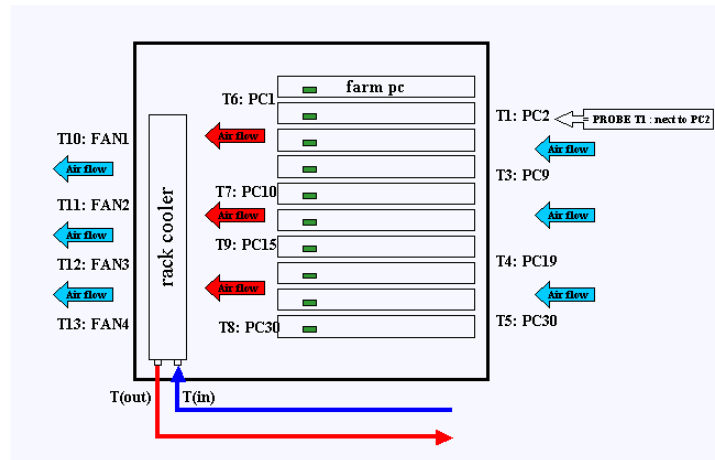 farm pc
T6: PC1
T1: PC2
= PROBE T1 : next to PC2
T10: FAN1
Air flow
Air flow
Air flow
T7: PC10
T3: PC9
T11: FAN2
rack cooler
Air flow
Air flow
Air flow
T9: PC15
T12: FAN3
T4: PC19
Air flow
Air flow
Air flow
T13: FAN4
T8: PC30
T5: PC30
T(out)
T(in)